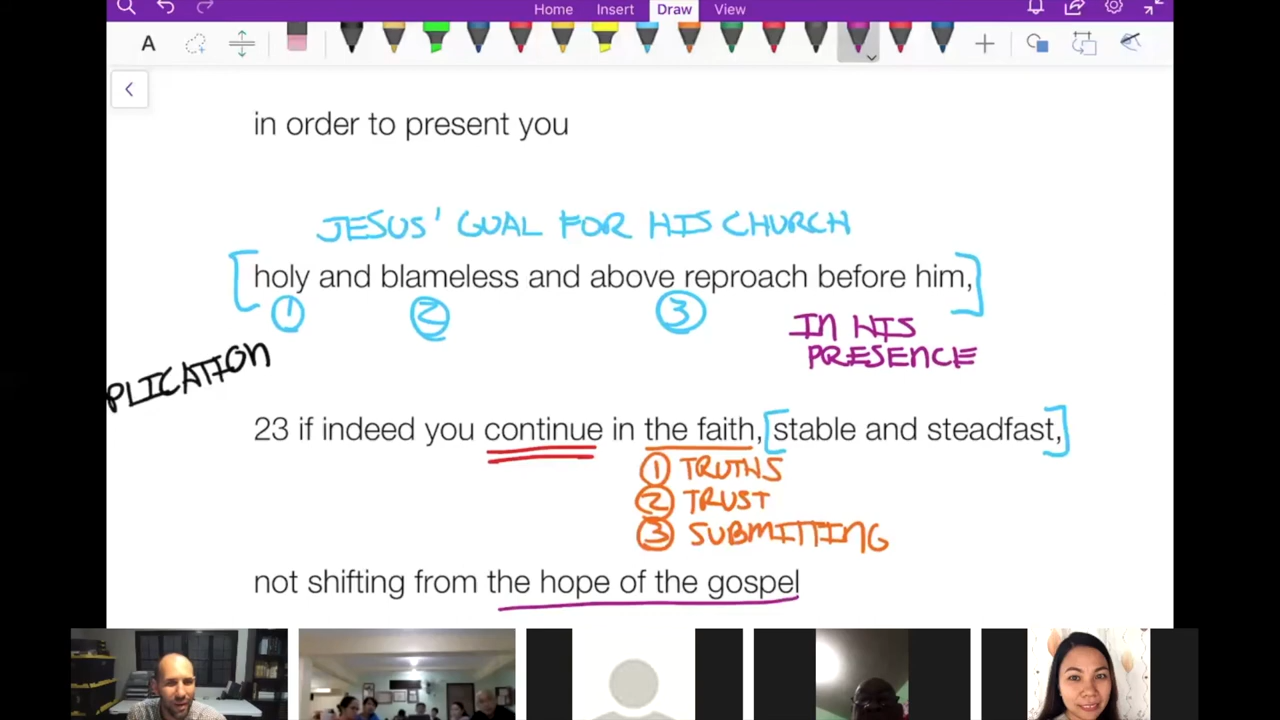 Home Insert Draw View
A
in order to present you
JESUS' GOAL FOR HIS CHURCH
[holy and blameless and above reproach before him,]
1 2 3
IN HIS
PRESENCE
PLICATION
23 if indeed you continue in the faith, [stable and steadfast,]
1 TRUTHS
2 TRUST
3 SUBMITTING
not shifting from the hope of the gospel